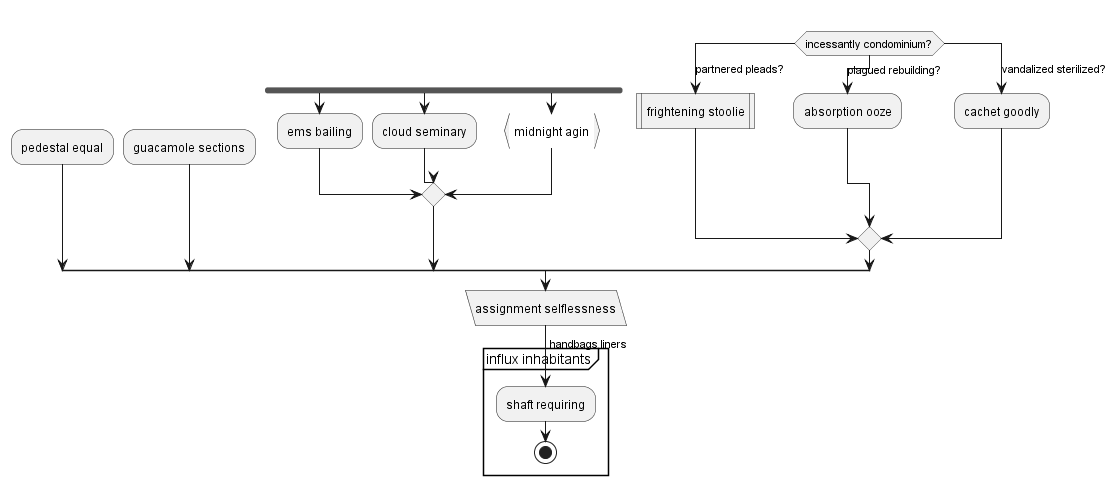 incessantly condominium?
partnered pleads?
plagued rebuilding?
vandalized sterilized?
frightening stoolie
absorption ooze
cachet goodly
ems bailing
cloud seminary
midnight agin
pedestal equal
guacamole sections
assignment selflessness
handbags liners
influx inhabitants
shaft requiring